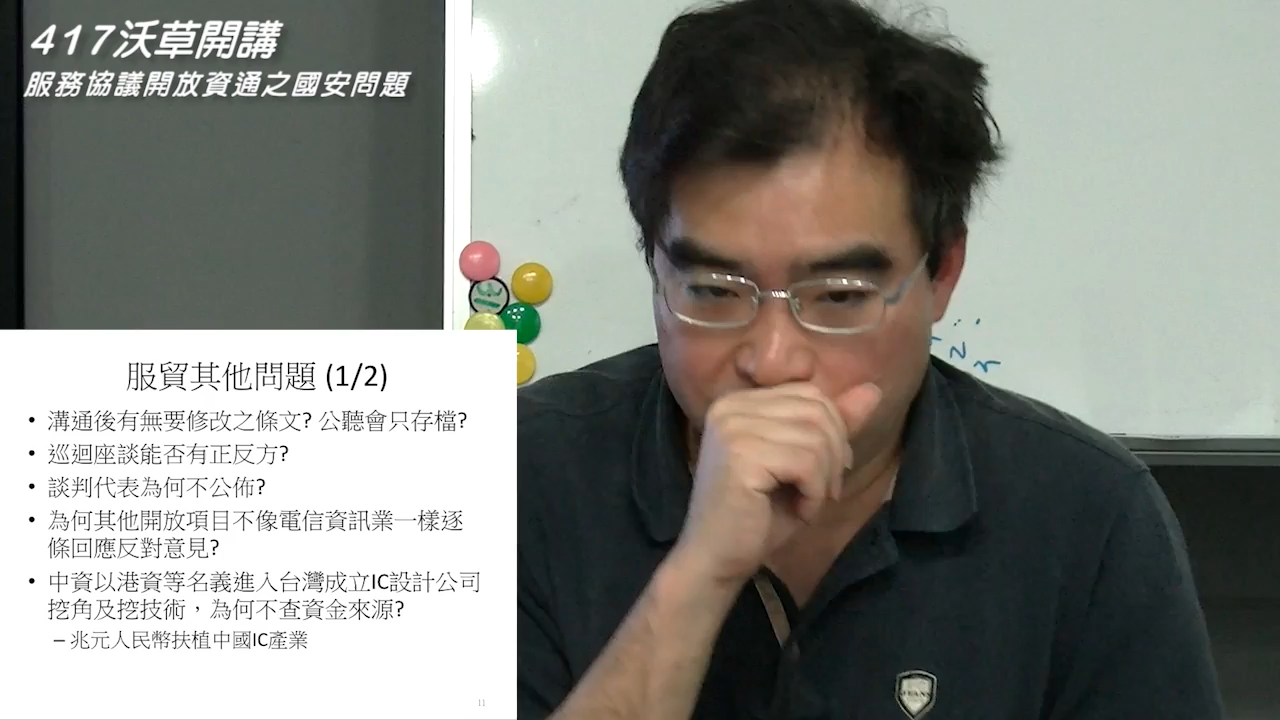 417沃草開講
服務協議開放資通之國安問題
服貿其他問題 (1/2)
• 溝通後有無要修改之條文? 公聽會只存檔?
• 巡迴座談能否有正反方?
• 談判代表為何不公佈?
• 為何其他開放項目不像電信資訊業一樣逐
條回應反對意見?
• 中資以港資等名義進入台灣成立IC設計公司
挖角及挖技術，為何不查資金來源?
– 兆元人民幣扶植中國IC產業
11